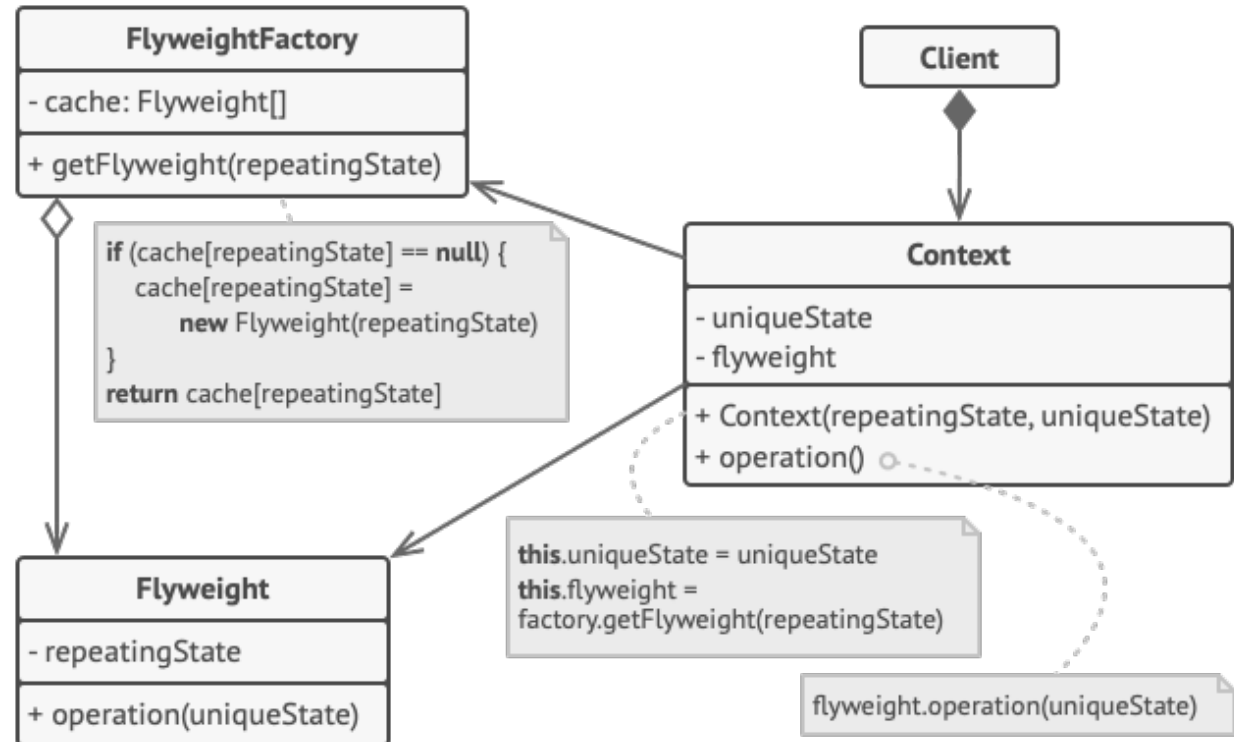 FlyweightFactory
- cache: Flyweight[]
+ getFlyweight(repeatingState)
if (cache[repeatingState] == null) {
cache[repeatingState] =
new Flyweight(repeatingState)
}
return cache[repeatingState]
Client
Context
- uniqueState
- flyweight
+ Context(repeatingState, uniqueState)
+ operation()
this.uniqueState = uniqueState
this.flyweight =
factory.getFlyweight(repeatingState)
flyweight.operation(uniqueState)
Flyweight
- repeatingState
+ operation(uniqueState)